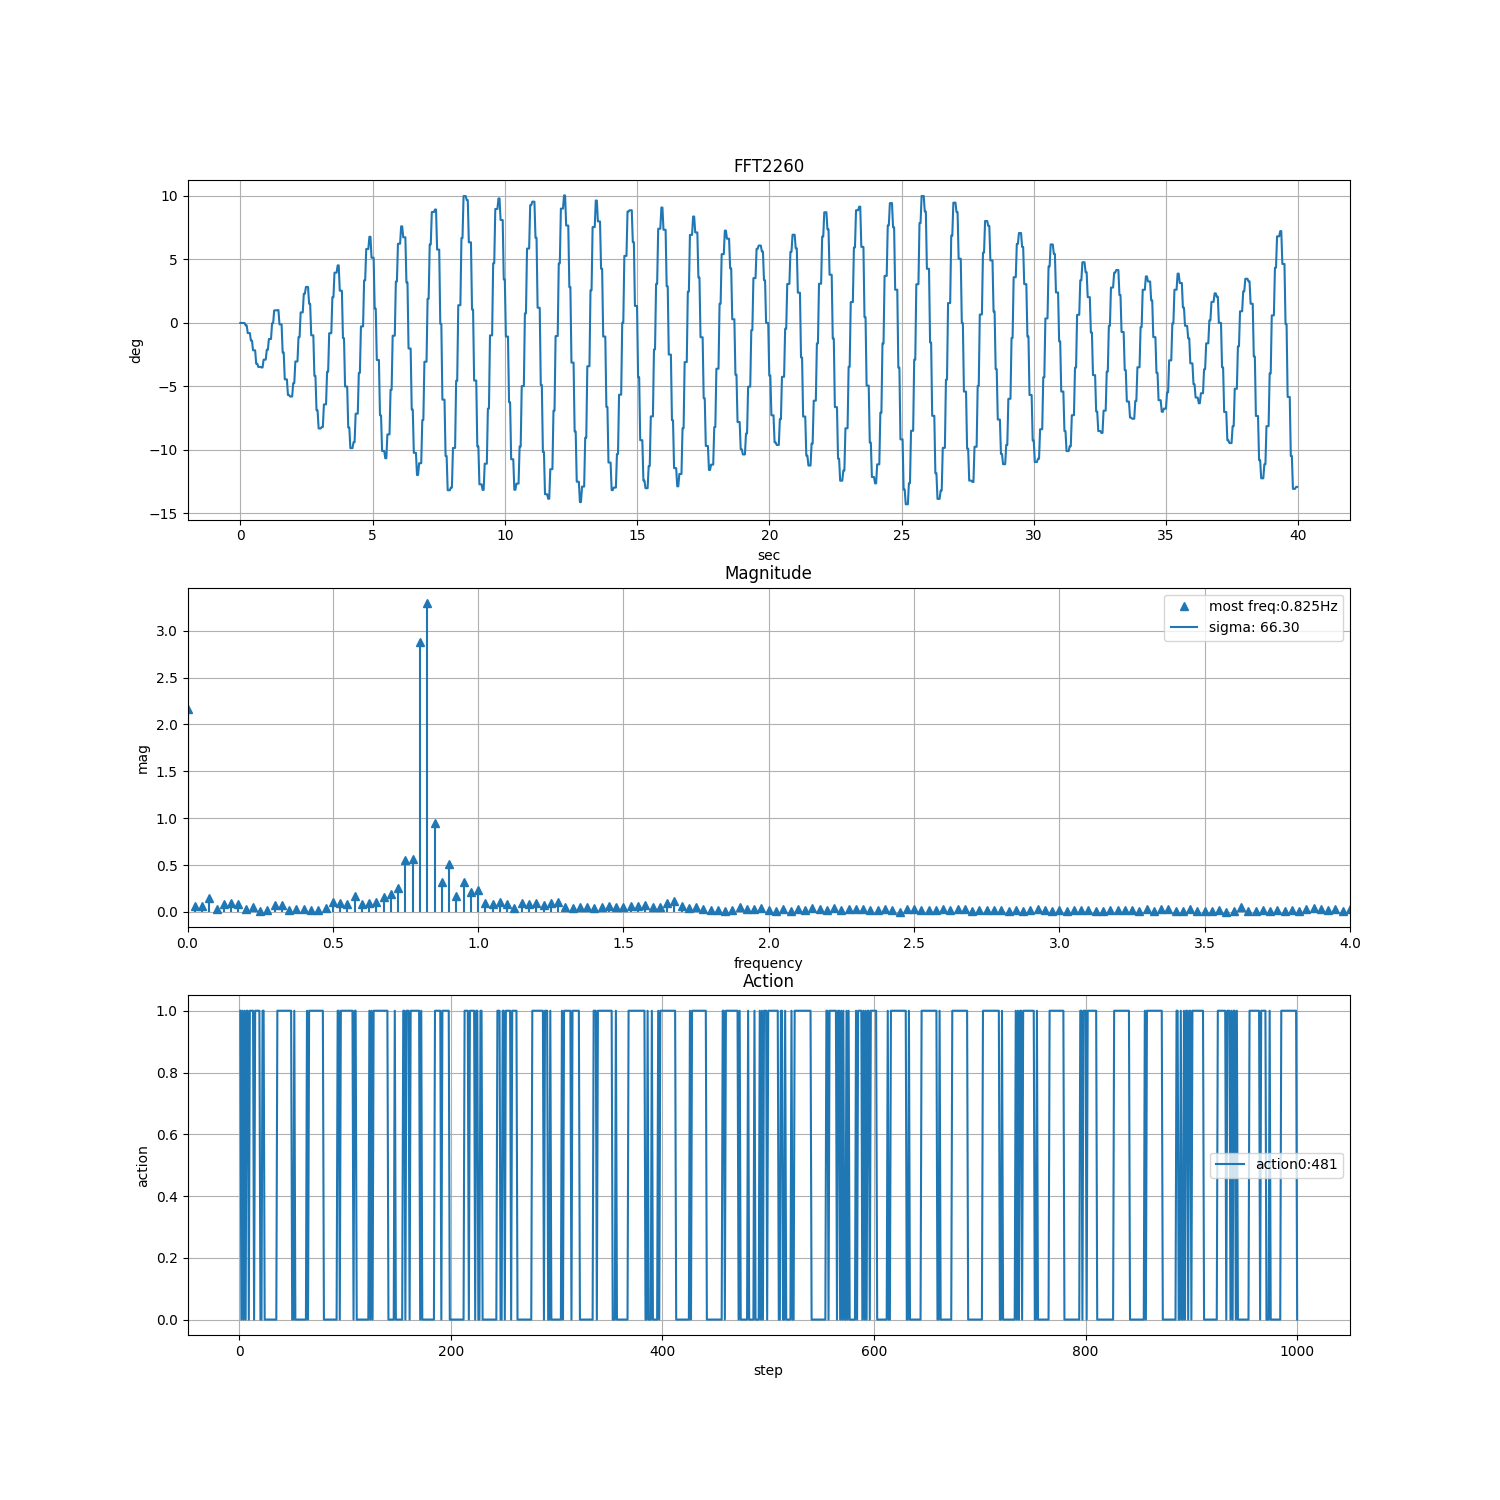 FFT2260
10
5
0
−5
−10
−15
deg
0 5 10 15 20 25 30 35 40
sec
Magnitude
most freq:0.825Hz
sigma: 66.30
3.0
2.5
2.0
1.5
1.0
0.5
0.0
mag
0.0 0.5 1.0 1.5 2.0 2.5 3.0 3.5 4.0
frequency
Action
1.0
0.8
0.6
0.4
0.2
0.0
action
action0:481
0 200 400 600 800 1000
step